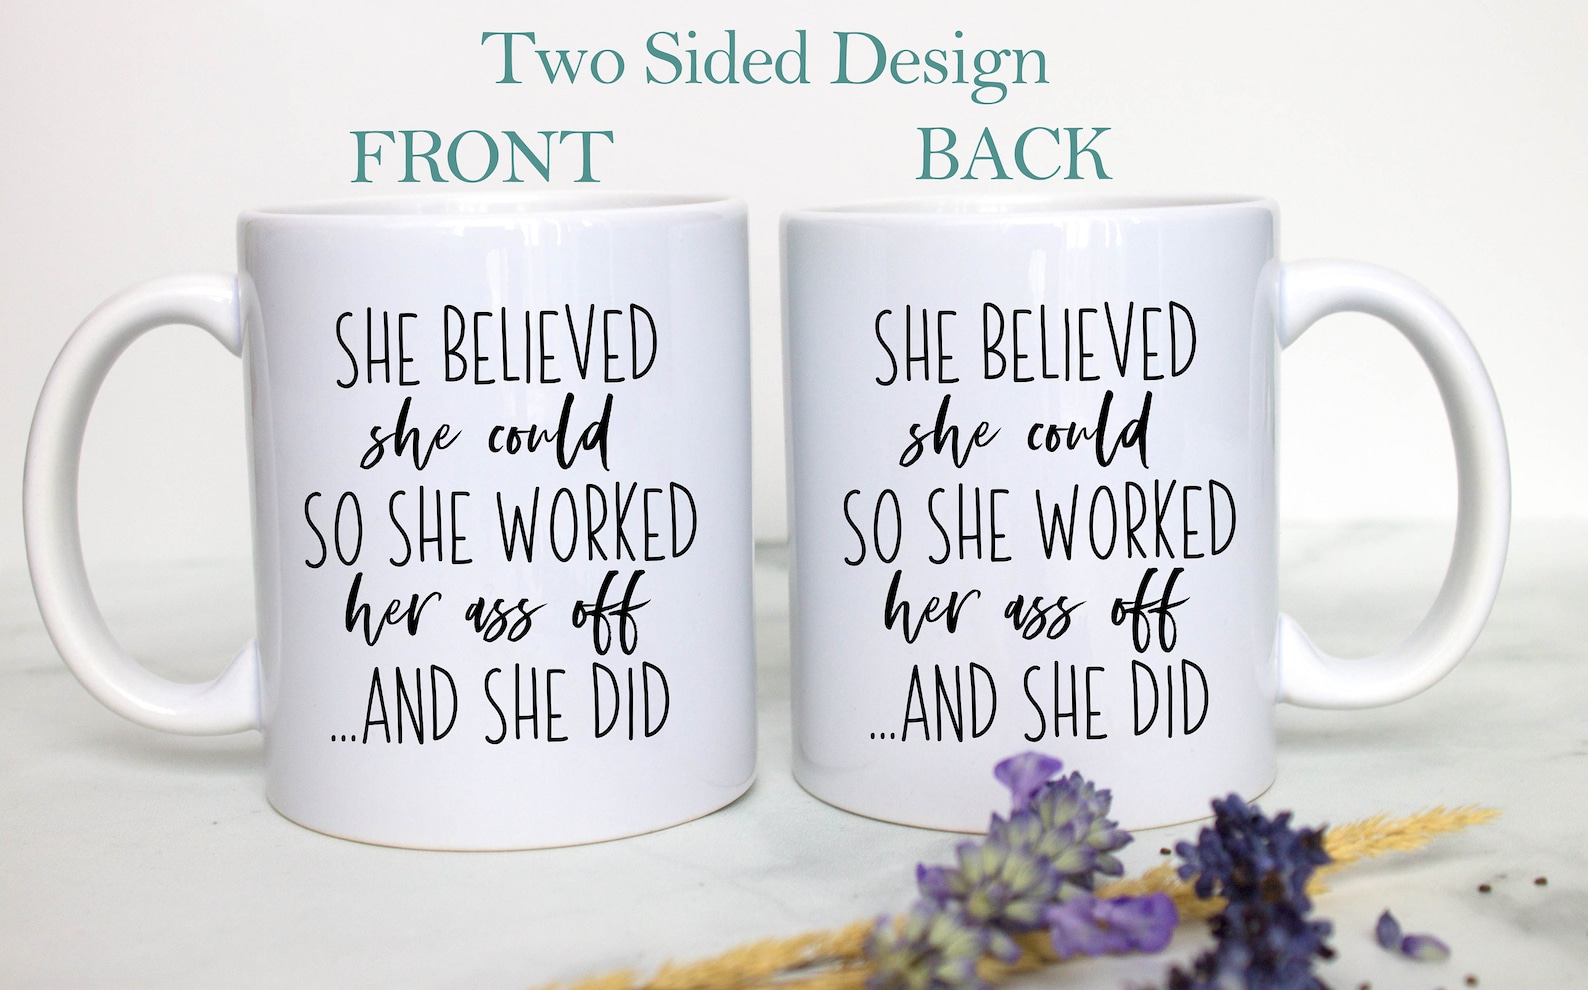 Two Sided Design
FRONT
BACK
SHE BELIEVED
she could
SO SHE WORKED
her ass off
...AND SHE DID
SHE BELIEVED
she could
SO SHE WORKED
her ass off
...AND SHE DID